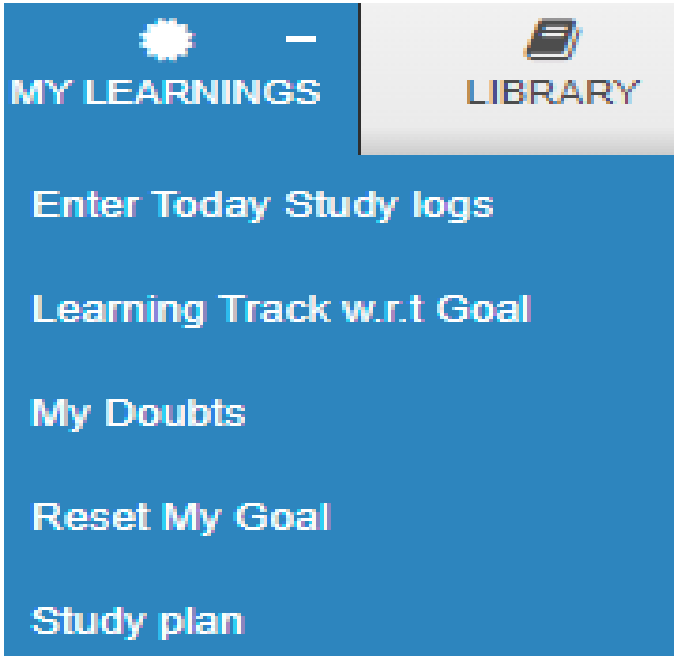 MY LEARNINGS
LIBRARY
Enter Today Study logs
Learning Track w.r.t Goal
My Doubts
Reset My Goal
Study plan